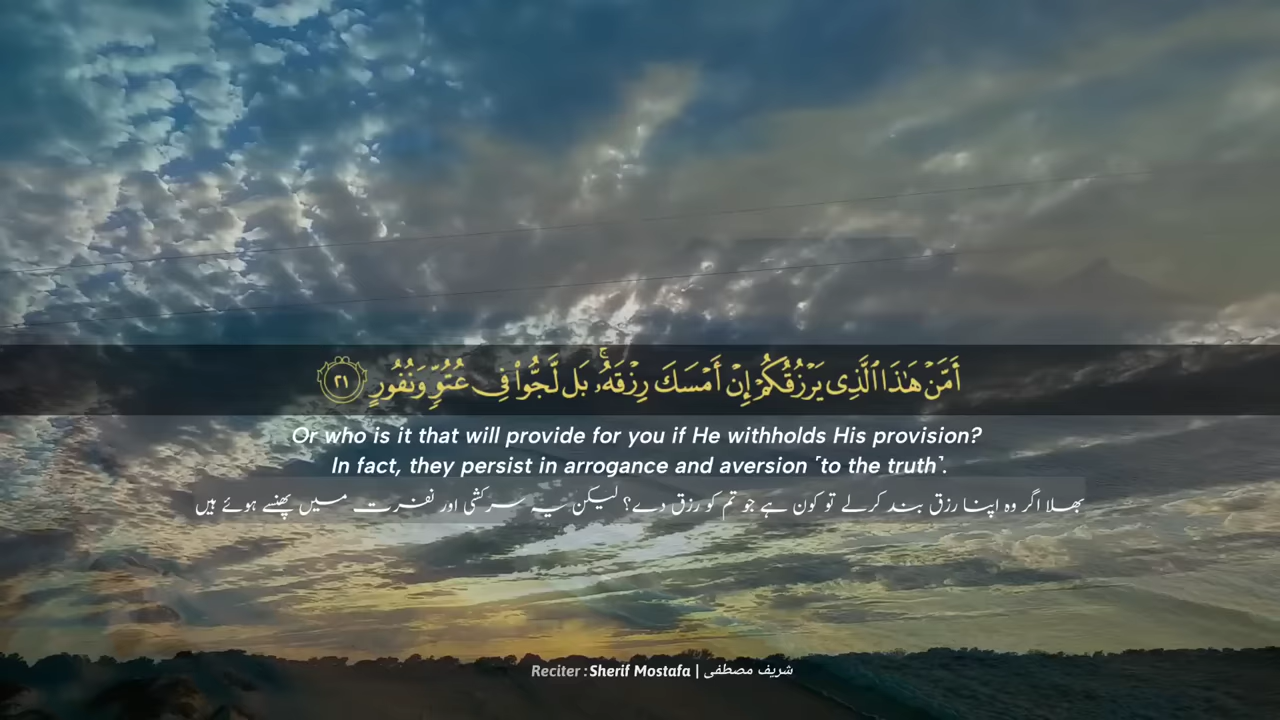 أَمَّنْ هَـٰذَا ٱلَّذِى يَرْزُقُكُمْ إِنْ أَمْسَكَ رِزْقَهُۥ ۚ بَل لَّجُّوا۟ فِى عُتُوٍّ وَنُفُورٍ ٢١
Or who is it that will provide for you if He withholds His provision?
In fact, they persist in arrogance and aversion ˹to the truth˺.
بھلا اگر وہ اپنا رزق بند کرلے تو کون ہے جو تم کو رزق دے؟ لیکن یہ سرکشی اور نفرت میں پھنسے ہوئے ہیں
Reciter : Sherif Mostafa | شريف مصطفى